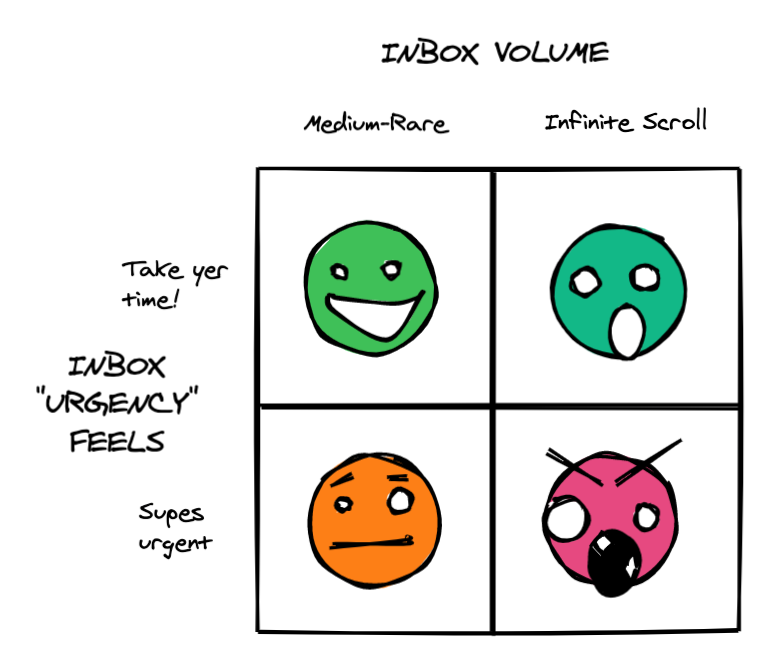 INBOX VOLUME
Medium-Rare
Infinite Scroll
Take yer
time!
INBOX
"URGENCY"
FEELS
Supes
urgent